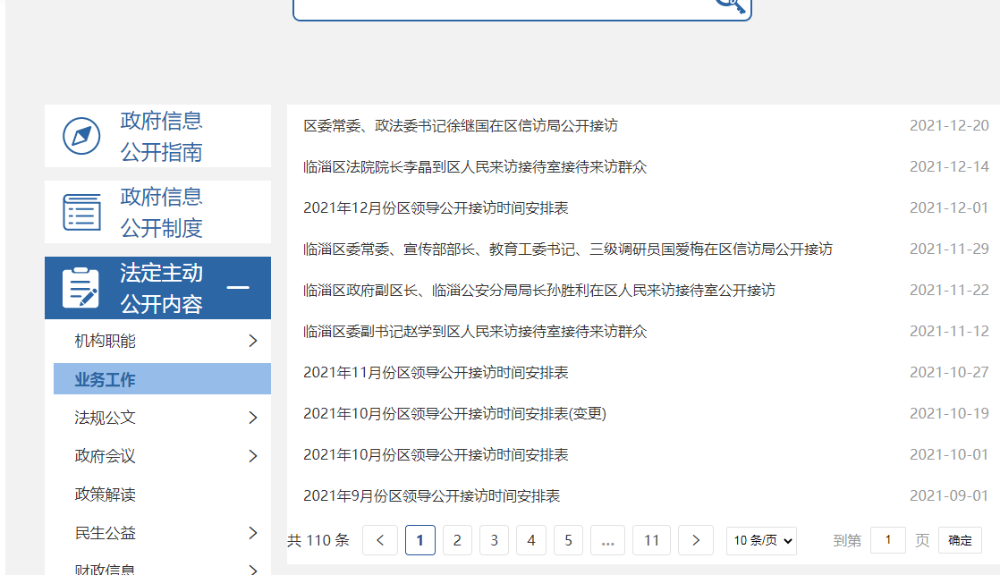 政府信息
公开指南
政府信息
公开制度
法定主动
公开内容
机构职能
业务工作
法规公文
政府会议
政策解读
民生公益
财政信息
区委常委、政法委书记徐继国在区信访局公开接访 2021-12-20
临淄区法院院长李晶到区人民来访接待室接待来访群众 2021-12-14
2021年12月份区领导公开接访时间安排表 2021-12-01
临淄区委常委、宣传部部长、教育工委书记、三级调研员国爱梅在区信访局公开接访 2021-11-29
临淄区政府副区长、临淄公安分局局长孙胜利在区人民来访接待室公开接访 2021-11-22
临淄区委副书记赵学到区人民来访接待室接待来访群众 2021-11-12
2021年11月份区领导公开接访时间安排表 2021-10-27
2021年10月份区领导公开接访时间安排表(变更) 2021-10-19
2021年10月份区领导公开接访时间安排表 2021-10-01
2021年9月份区领导公开接访时间安排表 2021-09-01
共 110 条 < 1 2 3 4 5 ... 11 > 10 条/页 到第 1 页 确定